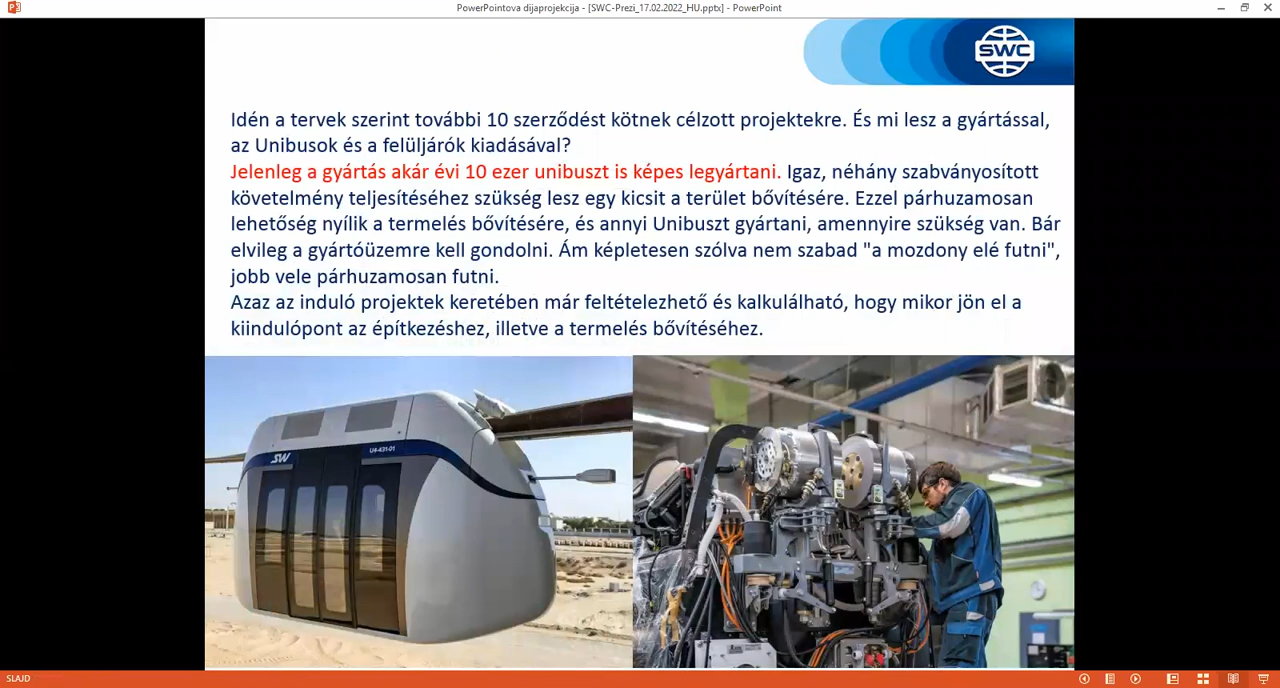 PowerPointova dijaprojekcija - [SWC-Prezi_17.02.2022_HU.pptx] - PowerPoint
SWC
Idén a tervek szerint további 10 szerződést kötnek célzott projektekre. És mi lesz a gyártással,
az Unibusok és a felüljárók kiadásával?
Jelenleg a gyártás akár évi 10 ezer unibuszt is képes legyártani. Igaz, néhány szabványosított
követelmény teljesítéséhez szükség lesz egy kicsit a terület bővítésére. Ezzel párhuzamosan
lehetőség nyílik a termelés bővítésére, és annyi Unibuszt gyártani, amennyire szükség van. Bár
elvileg a gyártóüzemre kell gondolni. Ám képletesen szólva nem szabad "a mozdony elé futni",
jobb vele párhuzamosan futni.
Azaz az induló projektek keretében már feltételezhető és kalkulálható, hogy mikor jön el a
kiindulópont az építkezéshez, illetve a termelés bővítéséhez.
SW
U4-431-01
SLAJD